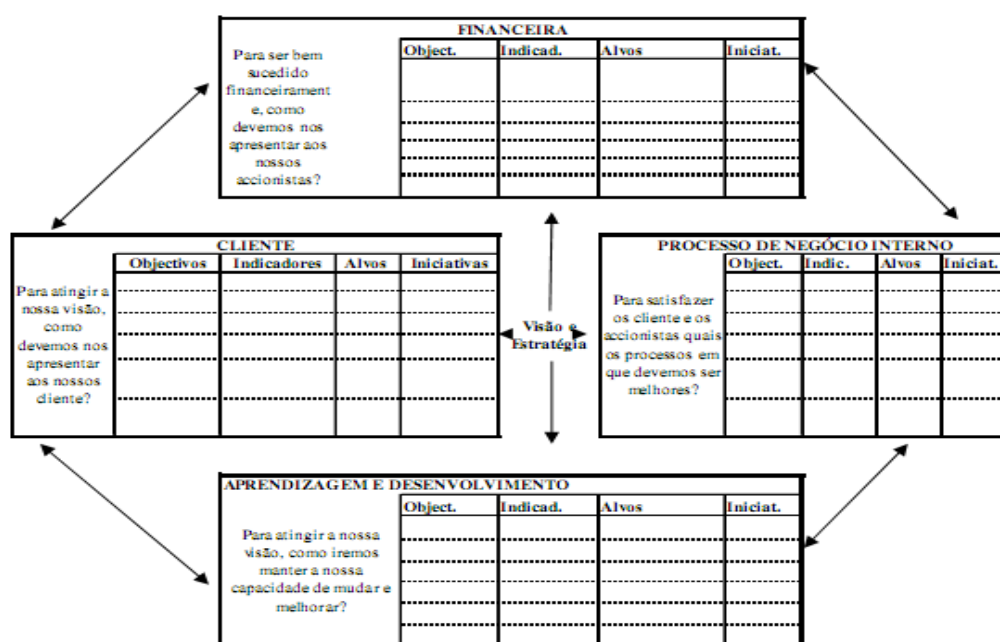 FINANCEIRA
Object. Indicad. Alvos Iniciat.
Para ser bem
sucedido
financeirament
e, como
devemos nos
apresentar aos
nossos
accionistas?
CLIENTE
Objectivos Indicadores Alvos Iniciativas
Para atingir a
nossa visão,
como
devemos nos
apresentar
aos nossos
cliente?
Visão e
Estratégia
PROCESSO DE NEGÓCIO INTERNO
Object. Indic. Alvos Iniciat.
Para satisfazer
os cliente e os
accionistas quais
os processos em
que devemos ser
melhores?
APRENDIZAGEM E DESENVOLVIMENTO
Object. Indicad. Alvos Iniciat.
Para atingir a nossa
visão, como iremos
manter a nossa
capacidade de mudar e
melhorar?